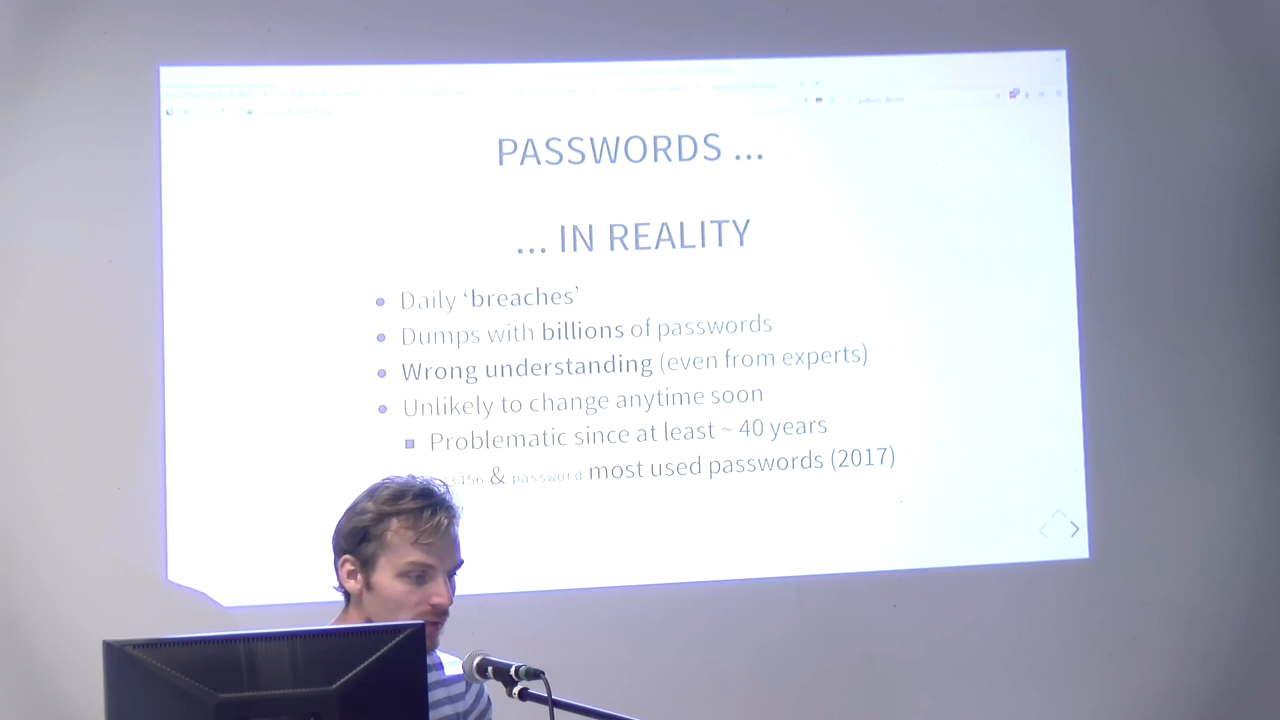 PASSWORDS ...
... IN REALITY
Daily ‘breaches’
Dumps with billions of passwords
Wrong understanding (even from experts)
Unlikely to change anytime soon
Problematic since at least ~ 40 years
3456 & password most used passwords (2017)